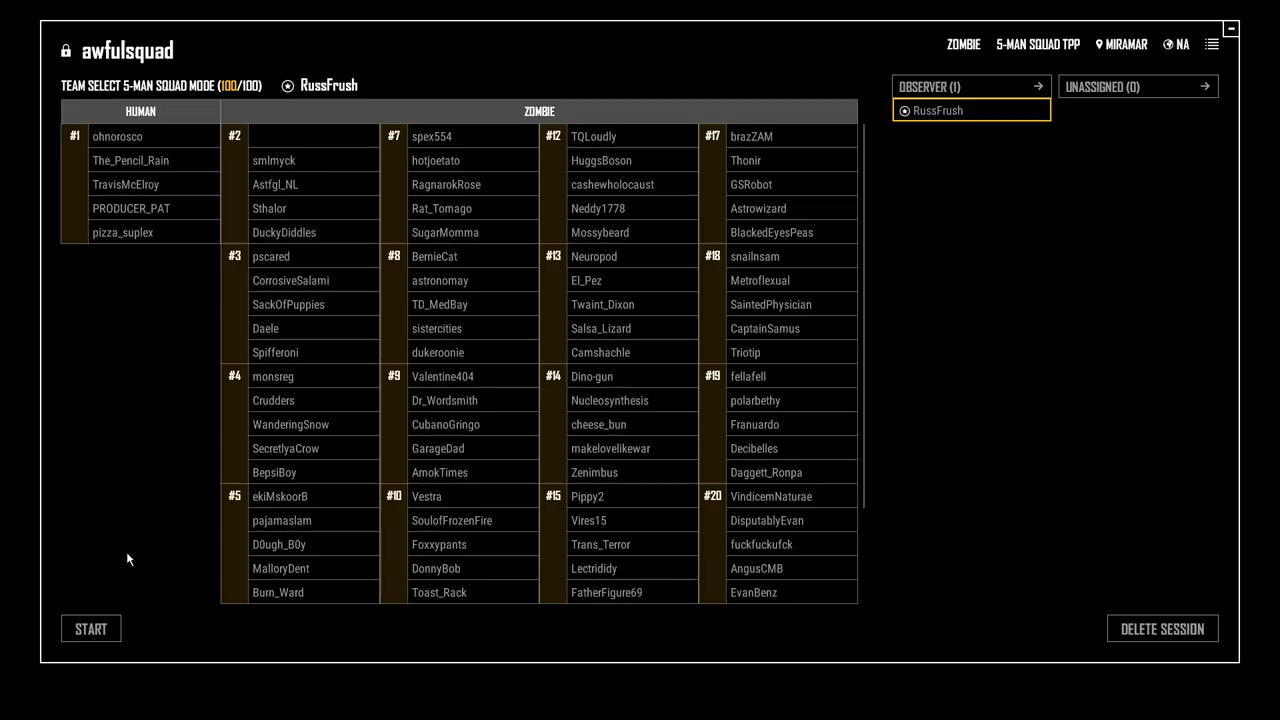 awfulsquad
ZOMBIE 5-MAN SQUAD TPP MIRAMAR NA
TEAM SELECT 5-MAN SQUAD MODE (100/100) RussFrush
OBSERVER (1) UNASSIGNED (0)
RussFrush
HUMAN ZOMBIE
#1 ohnorosco
The_Pencil_Rain
TravisMcElroy
PRODUCER_PAT
pizza_suplex
#2
smlmyck
Astfgl_NL
Sthalor
DuckyDiddles
#3 pscared
CorrosiveSalami
SackOfPuppies
Daele
Spifferoni
#4 monsreg
Crudders
WanderingSnow
SecretlyaCrow
BepsiBoy
#5 ekiMskoorB
pajamaslam
D0ugh_B0y
MalloryDent
Burn_Ward
#7 spex554
hotjoetato
RagnarokRose
Rat_Tomago
SugarMomma
#8 BernieCat
astronomay
TD_MedBay
sistercities
dukeroonie
#9 Valentine404
Dr_Wordsmith
CubanoGringo
GarageDad
AmokTimes
#10 Vestra
SoulofFrozenFire
Foxxypants
DonnyBob
Toast_Rack
#12 TQLoudly
HuggsBoson
cashewholocaust
Neddy1778
Mossybeard
#13 Neuropod
El_Pez
Twaint_Dixon
Salsa_Lizard
Camshachle
#14 Dino-gun
Nucleosynthesis
cheese_bun
makelovelikewar
Zenimbus
#15 Pippy2
Vires15
Trans_Terror
Lectrididy
FatherFigure69
#17 brazZAM
Thonir
GSRobot
Astrowizard
BlackedEyesPeas
#18 snailnsam
Metroflexual
SaintedPhysician
CaptainSamus
Triotip
#19 fellafell
polarbethy
Franuardo
Decibelles
Daggett_Ronpa
#20 VindicemNaturae
DisputablyEvan
fuckfuckufck
AngusCMB
EvanBenz
START DELETE SESSION